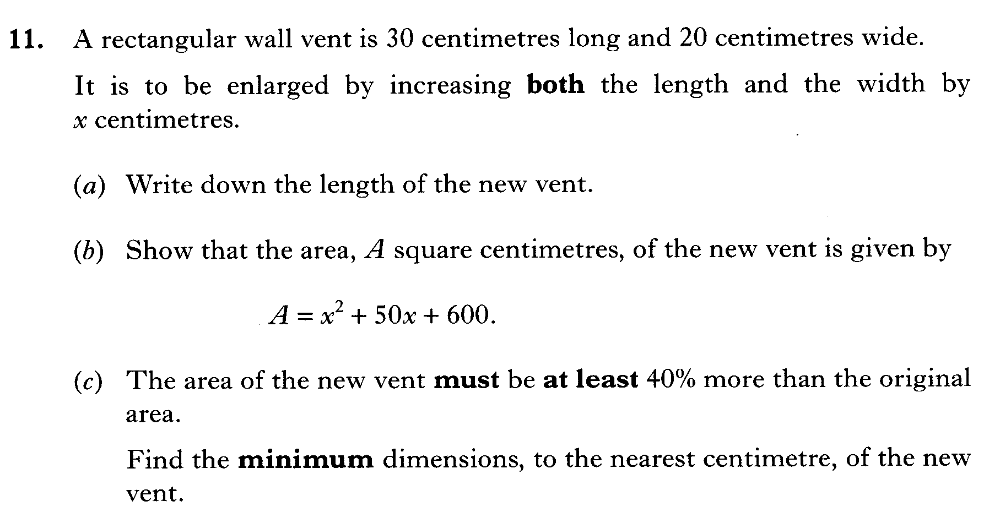 11. A rectangular wall vent is 30 centimetres long and 20 centimetres wide.
It is to be enlarged by increasing both the length and the width by
x centimetres.
(a) Write down the length of the new vent.
(b) Show that the area, A square centimetres, of the new vent is given by
A = x² + 50x + 600.
(c) The area of the new vent must be at least 40% more than the original
area.
Find the minimum dimensions, to the nearest centimetre, of the new
vent.